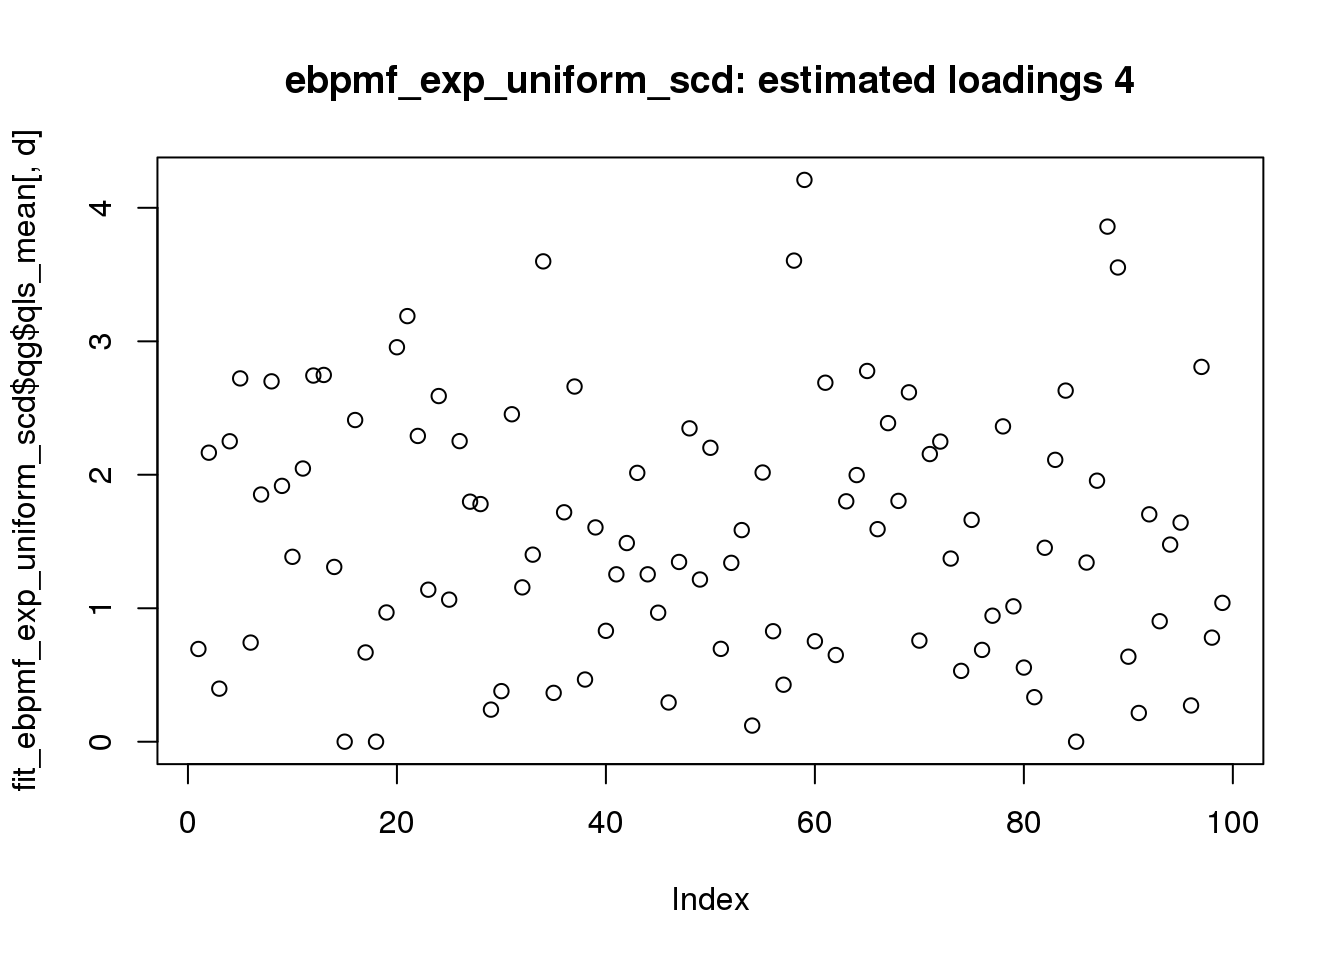 ebpmf_exp_uniform_scd: estimated loadings 4
fit_ebpmf_exp_uniform_scd$qg$qls_mean[, d]
4
3
2
1
0
0 20 40 60 80 100
Index